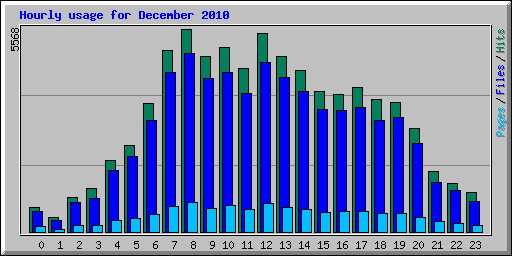 Hourly usage for December 2010
5568
Pages / Files / Hits
0 1 2 3 4 5 6 7 8 9 10 11 12 13 14 15 16 17 18 19 20 21 22 23